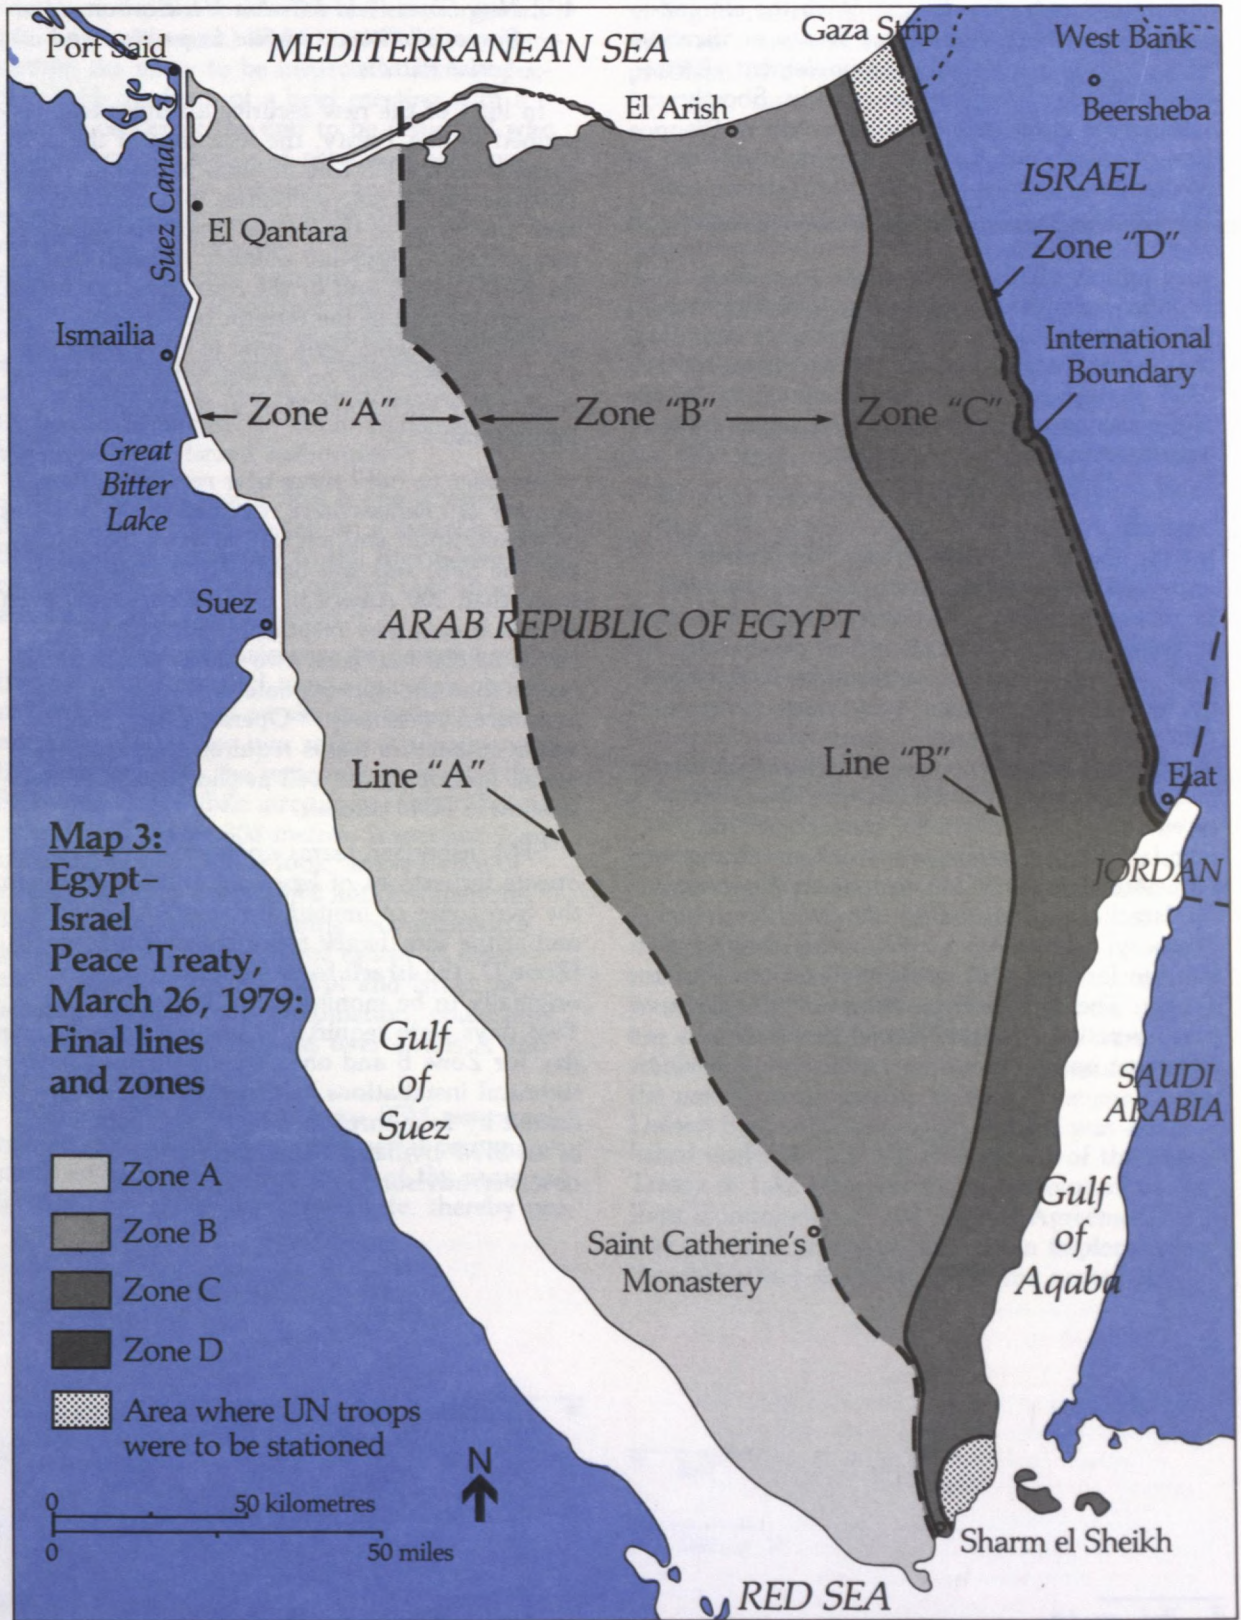 Port Said
MEDITERRANEAN SEA
Gaza Strip
West Bank
El Arish
Beersheba
Suez Canal
ISRAEL
El Qantara
Zone "D"
Ismailia
International
Boundary
Zone "A"
Zone "B"
Zone "C"
Great
Bitter
Lake
Suez
ARAB REPUBLIC OF EGYPT
Line "A"
Line "B"
Elat
JORDAN
Map 3:
Egypt–
Israel
Peace Treaty,
March 26, 1979:
Final lines
and zones
Gulf
of
Suez
SAUDI
ARABIA
Gulf
of
Aqaba
Saint Catherine's
Monastery
Zone A
Zone B
Zone C
Zone D
Area where UN troops
were to be stationed
N
0 50 kilometres
0 50 miles
Sharm el Sheikh
RED SEA